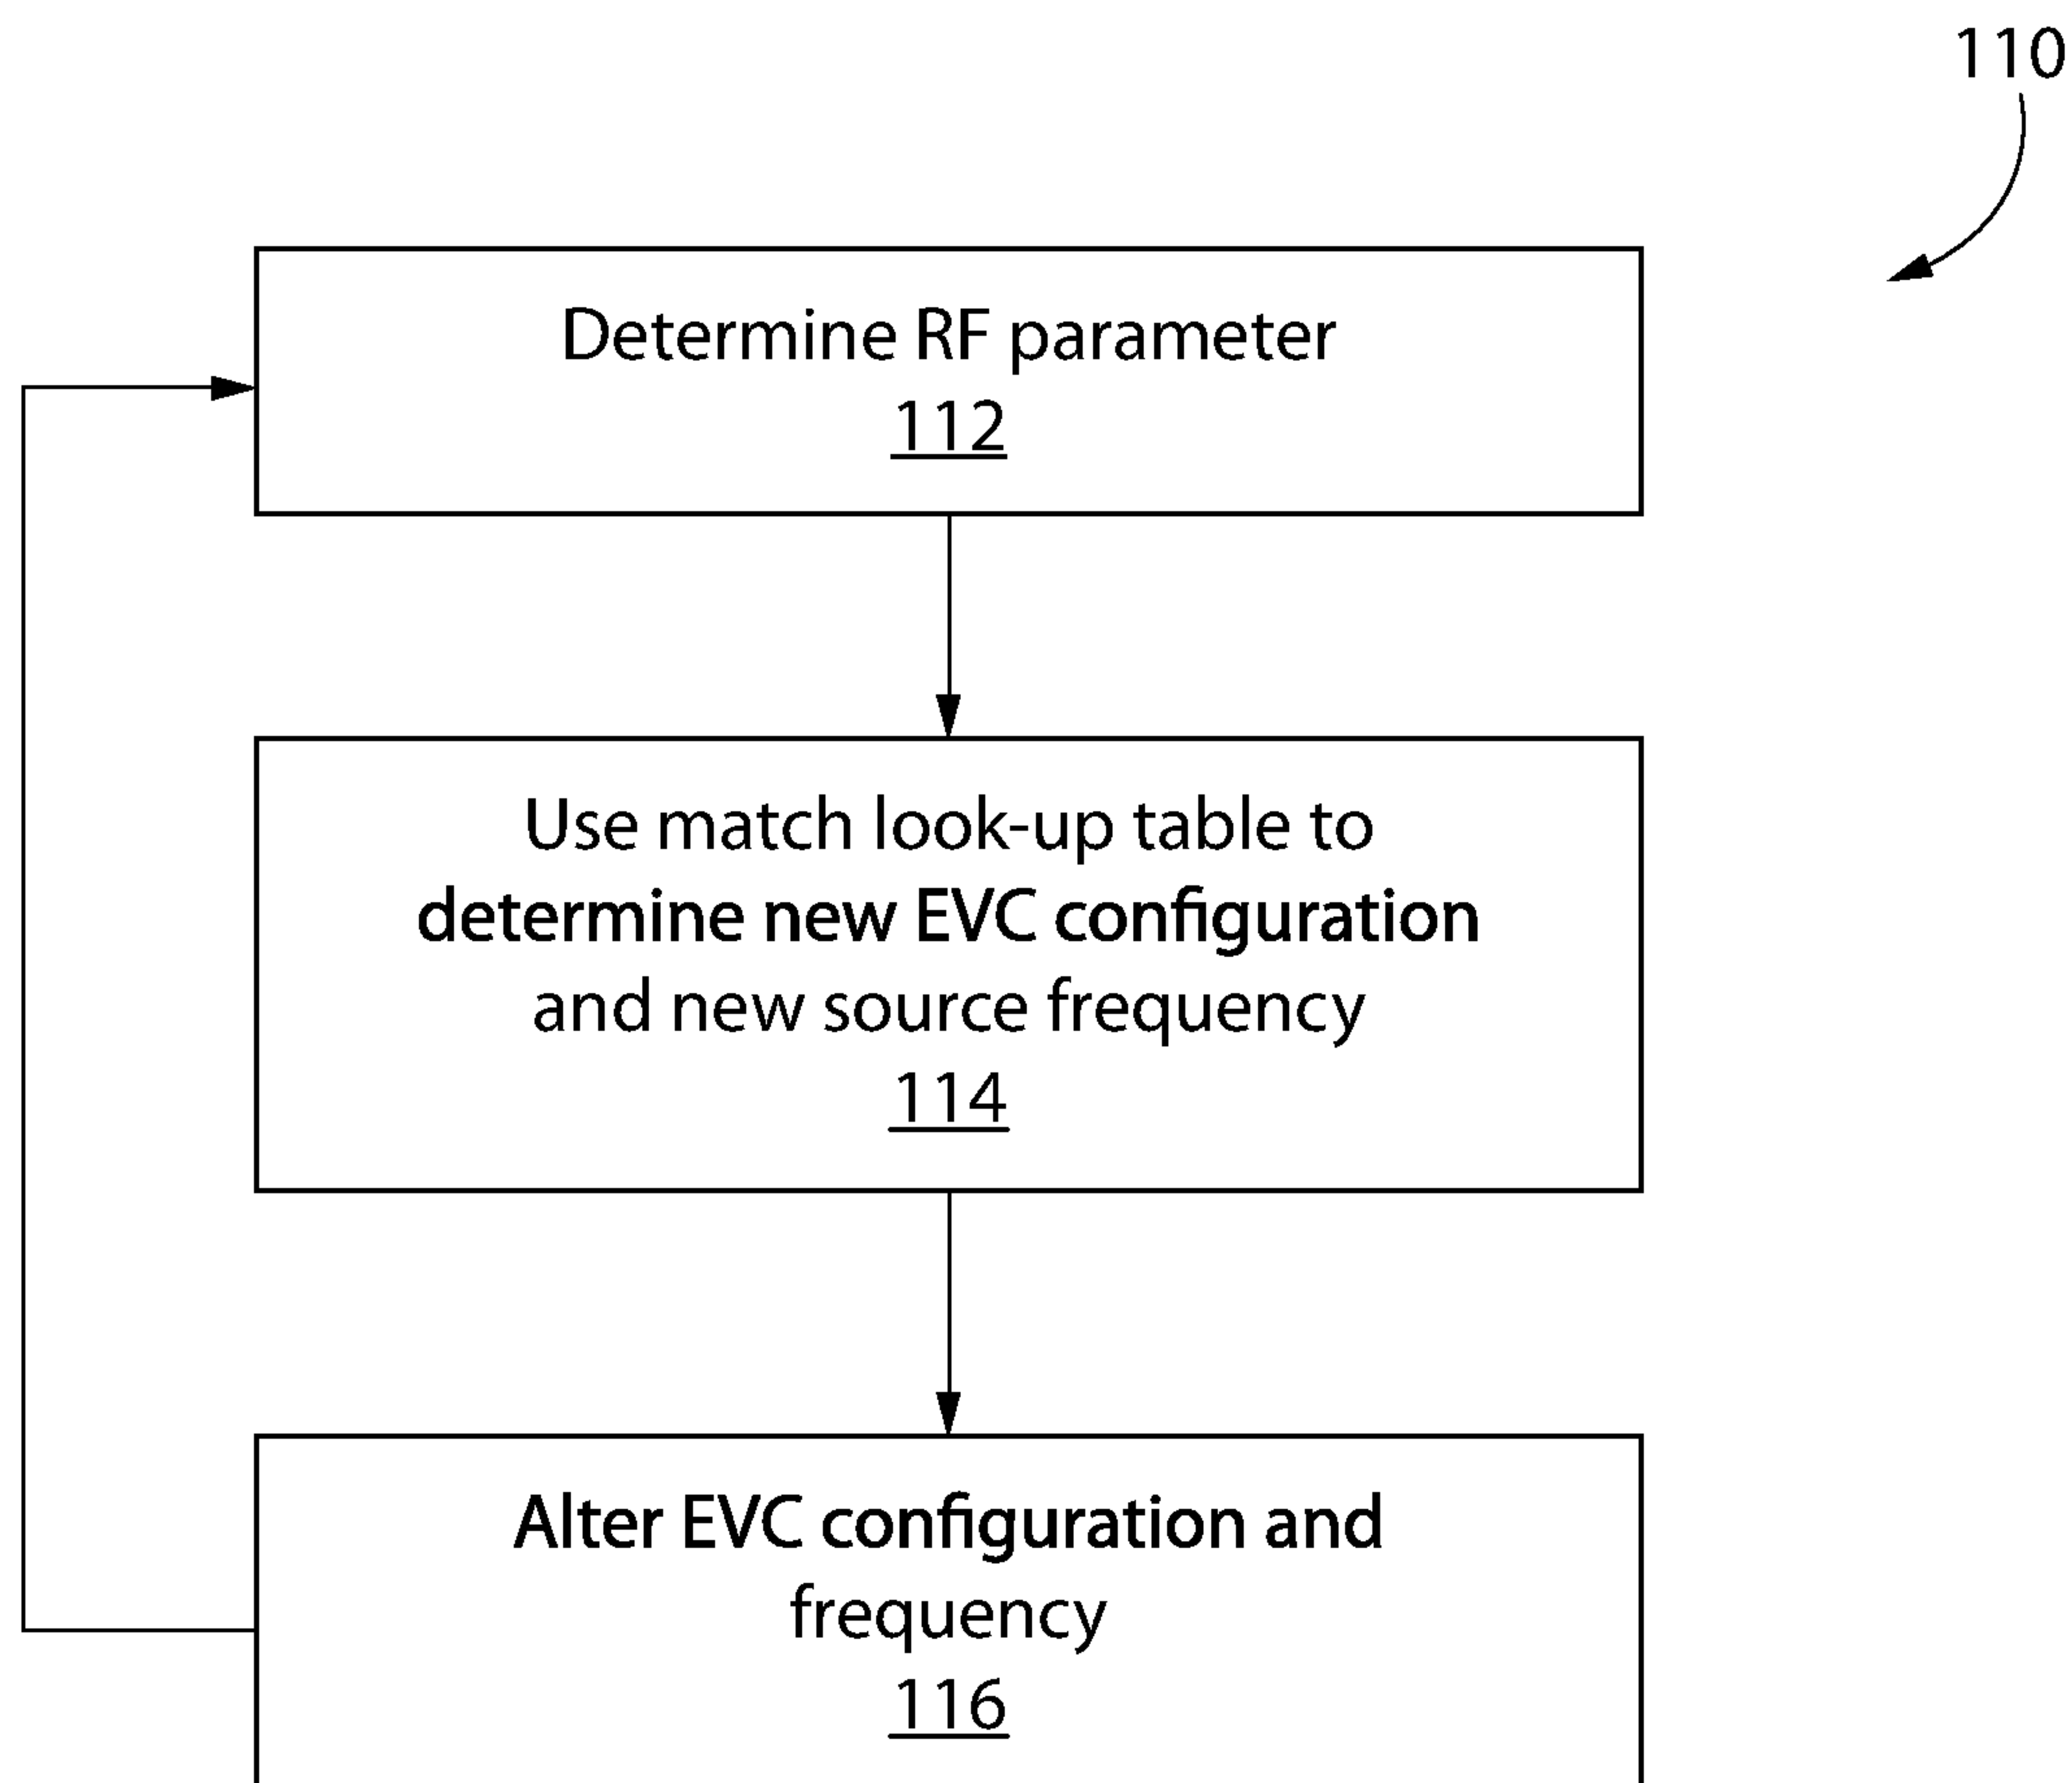 110
Determine RF parameter
112
Use match look-up table to
determine new EVC configuration
and new source frequency
114
Alter EVC configuration and
frequency
116